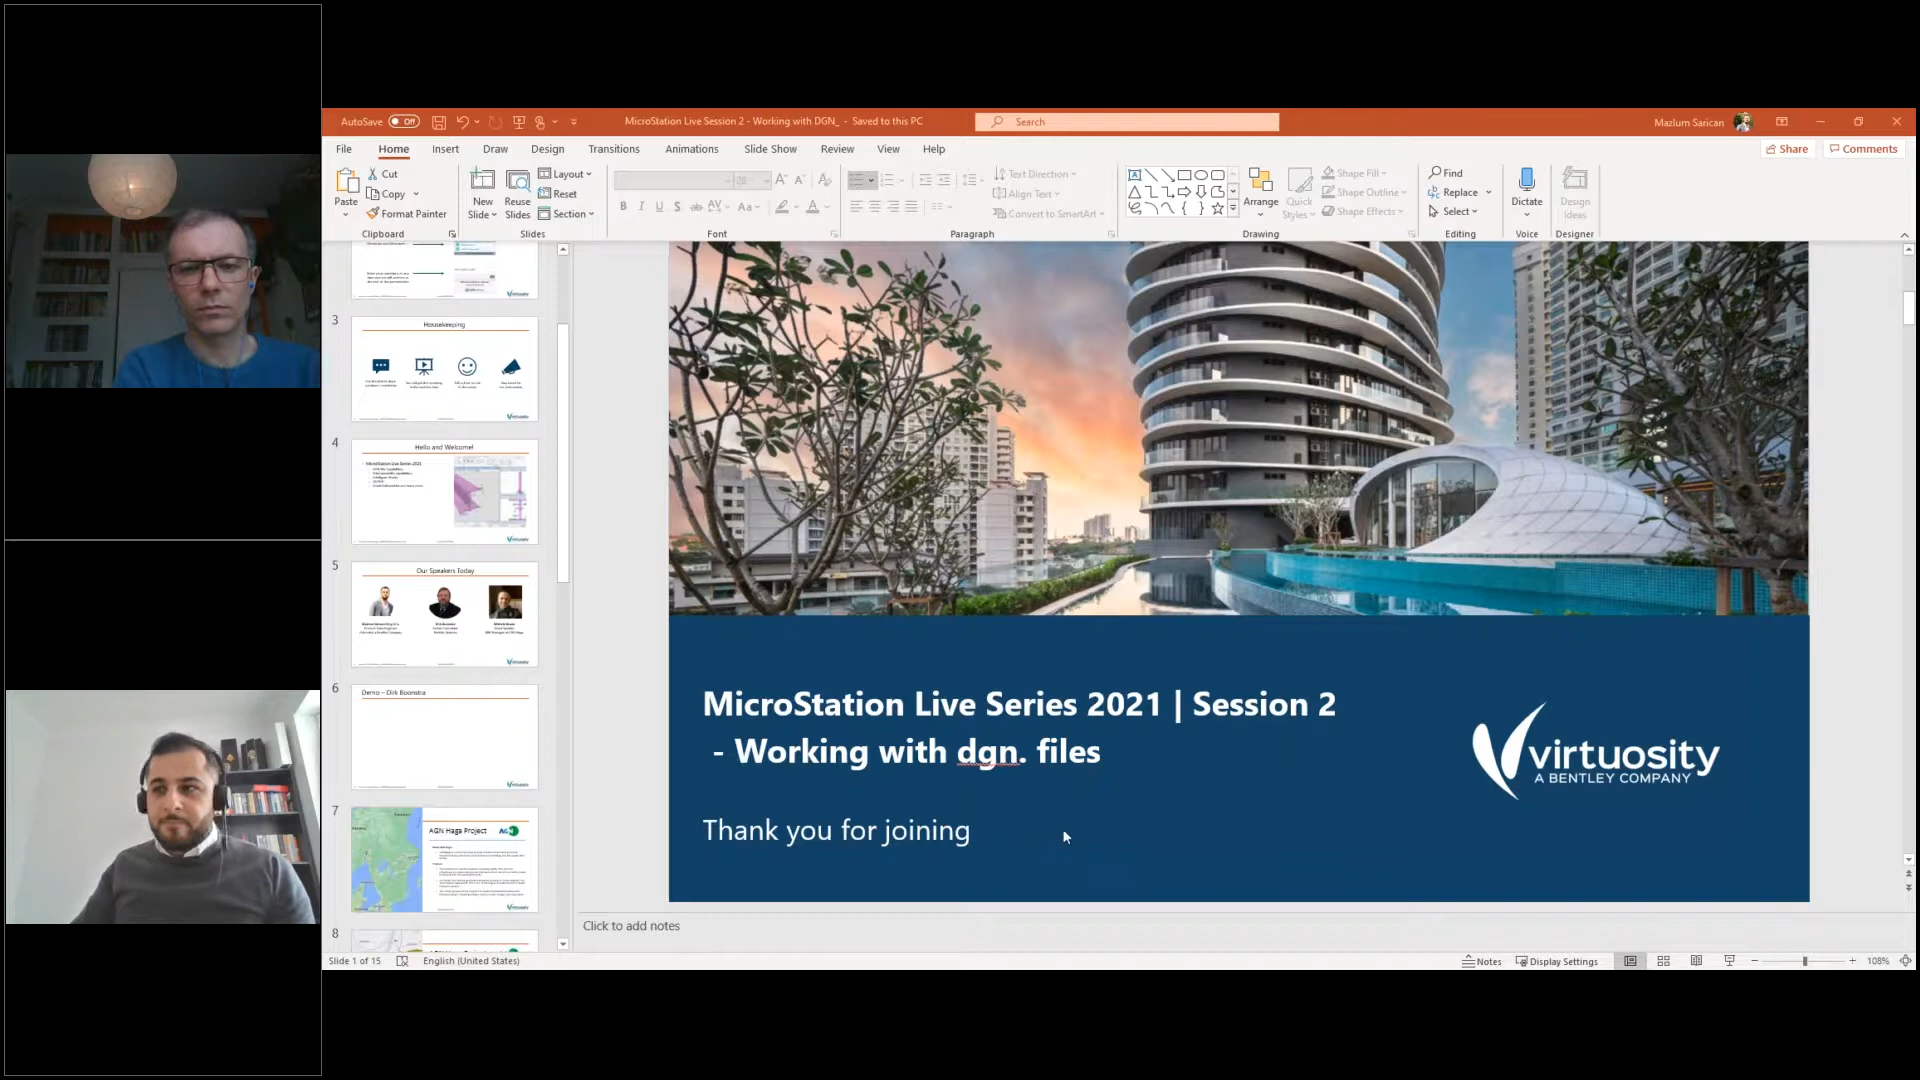 AutoSave Off
MicroStation Live Session 2 - Working with DGN_ - Saved to this PC
Search
Mazlum Sarican
File Home Insert Draw Design Transitions Animations Slide Show Review View Help
Share
Comments
Paste
Cut
Copy
Format Painter
Clipboard
New Slide
Reuse Slides
Layout
Reset
Section
Slides
28
Font
Text Direction
Align Text
Convert to SmartArt
Paragraph
Arrange
Quick Styles
Shape Fill
Shape Outline
Shape Effects
Drawing
Find
Replace
Select
Editing
Dictate
Voice
Design Ideas
Designer
3
Housekeeping
4
Hello and Welcome!
MicroStation Live Series 2021
5
Our Speakers Today
6
Demo – Dirk Boonstra
7
AGN Haga Project
8
MicroStation Live Series 2021 | Session 2
- Working with dgn. files
Thank you for joining
virtuosity
A BENTLEY COMPANY
Click to add notes
Slide 1 of 15
English (United States)
Notes
Display Settings
108%